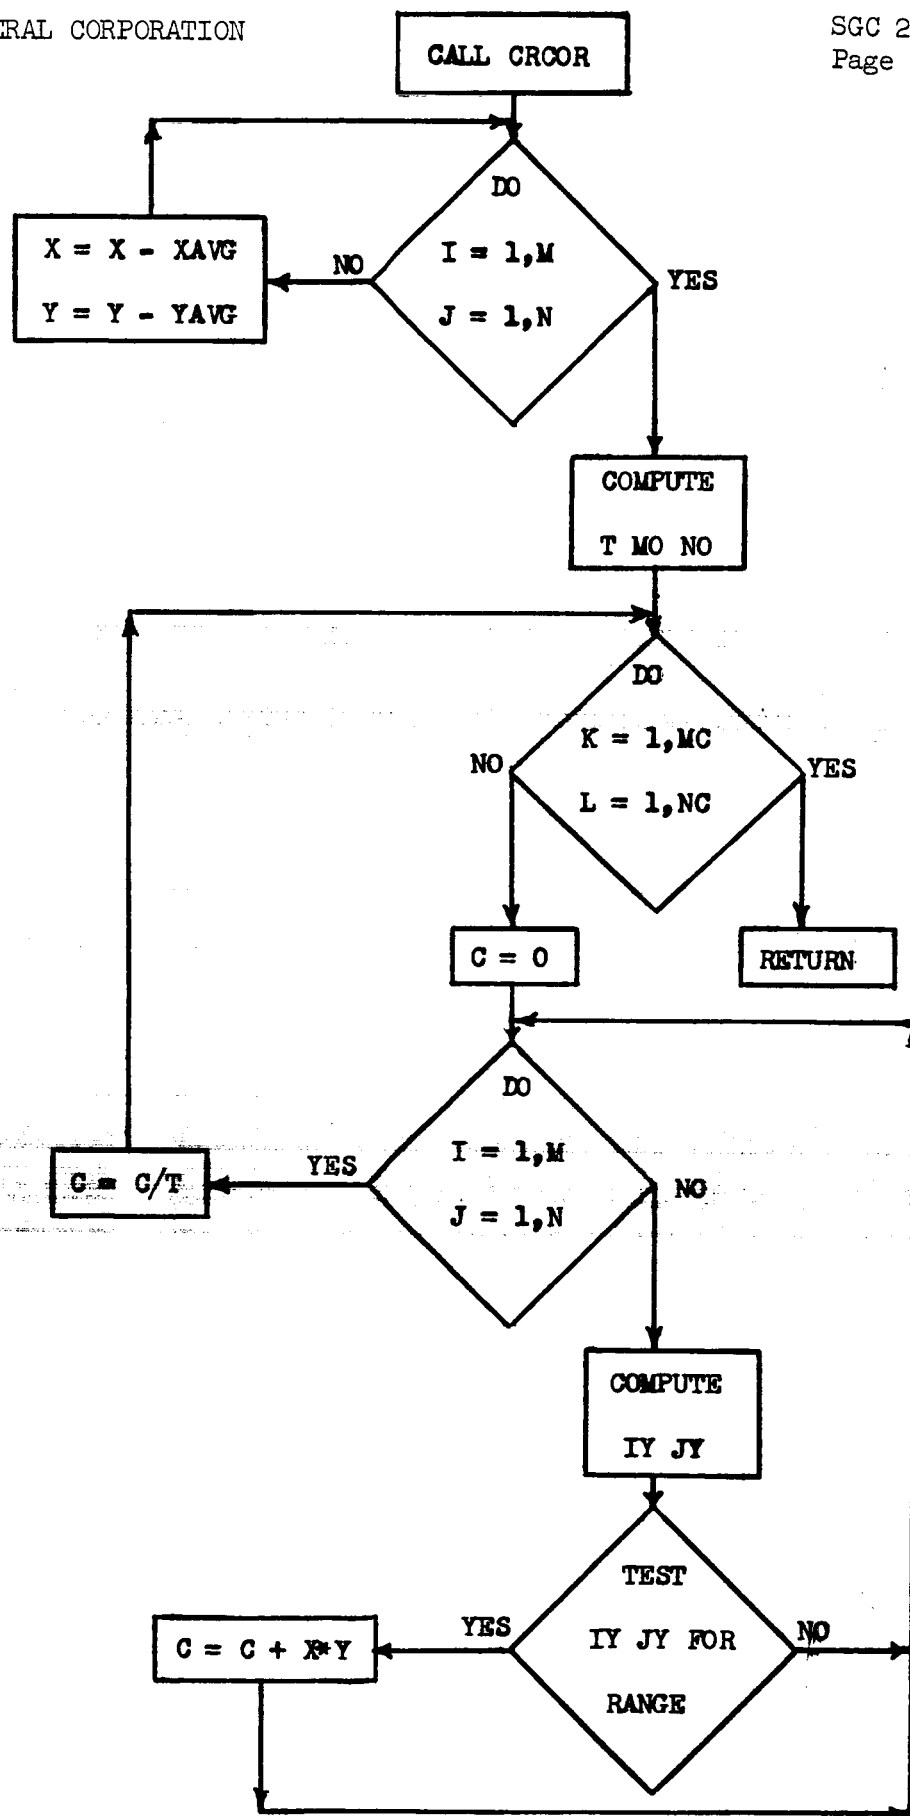 ERAL CORPORATION
SGC 2
Page
CALL CRCOR
DO
I = 1,M
J = 1,N
NO
YES
X = X - XAVG
Y = Y - YAVG
COMPUTE
T MO NO
DO
K = 1,MC
L = 1,NC
NO
YES
C = 0
RETURN
DO
I = 1,M
J = 1,N
YES
NO
C = C/T
COMPUTE
IY JY
TEST
IY JY FOR
RANGE
YES
NO
C = C + X*Y